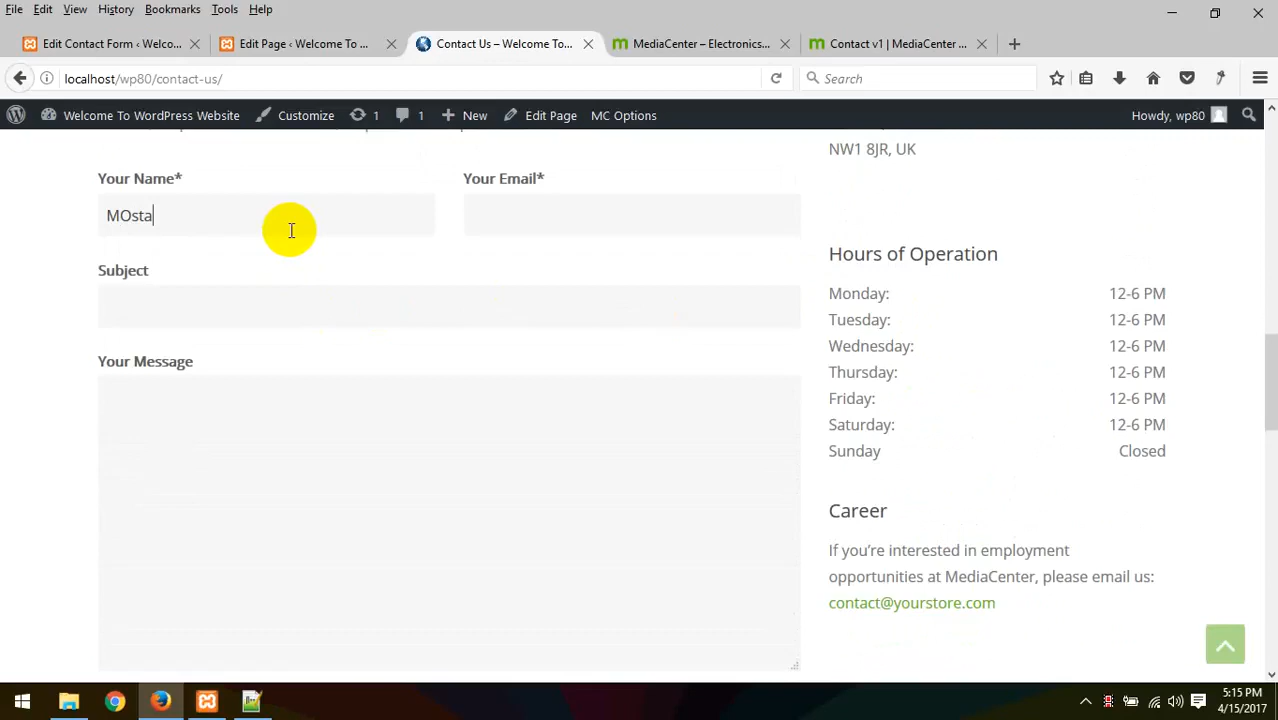 File Edit View History Bookmarks Tools Help
Edit Contact Form ‹ Welco...
Edit Page ‹ Welcome To ...
Contact Us – Welcome To...
MediaCenter – Electronics...
Contact v1 | MediaCenter ...
localhost/wp80/contact-us/
Search
Welcome To WordPress Website Customize 1 1 New Edit Page MC Options Howdy, wp80
NW1 8JR, UK
Your Name* Your Email*
MOsta
Subject
Your Message
Hours of Operation
Monday: 12-6 PM
Tuesday: 12-6 PM
Wednesday: 12-6 PM
Thursday: 12-6 PM
Friday: 12-6 PM
Saturday: 12-6 PM
Sunday Closed
Career
If you’re interested in employment
opportunities at MediaCenter, please email us:
contact@yourstore.com
5:15 PM
4/15/2017